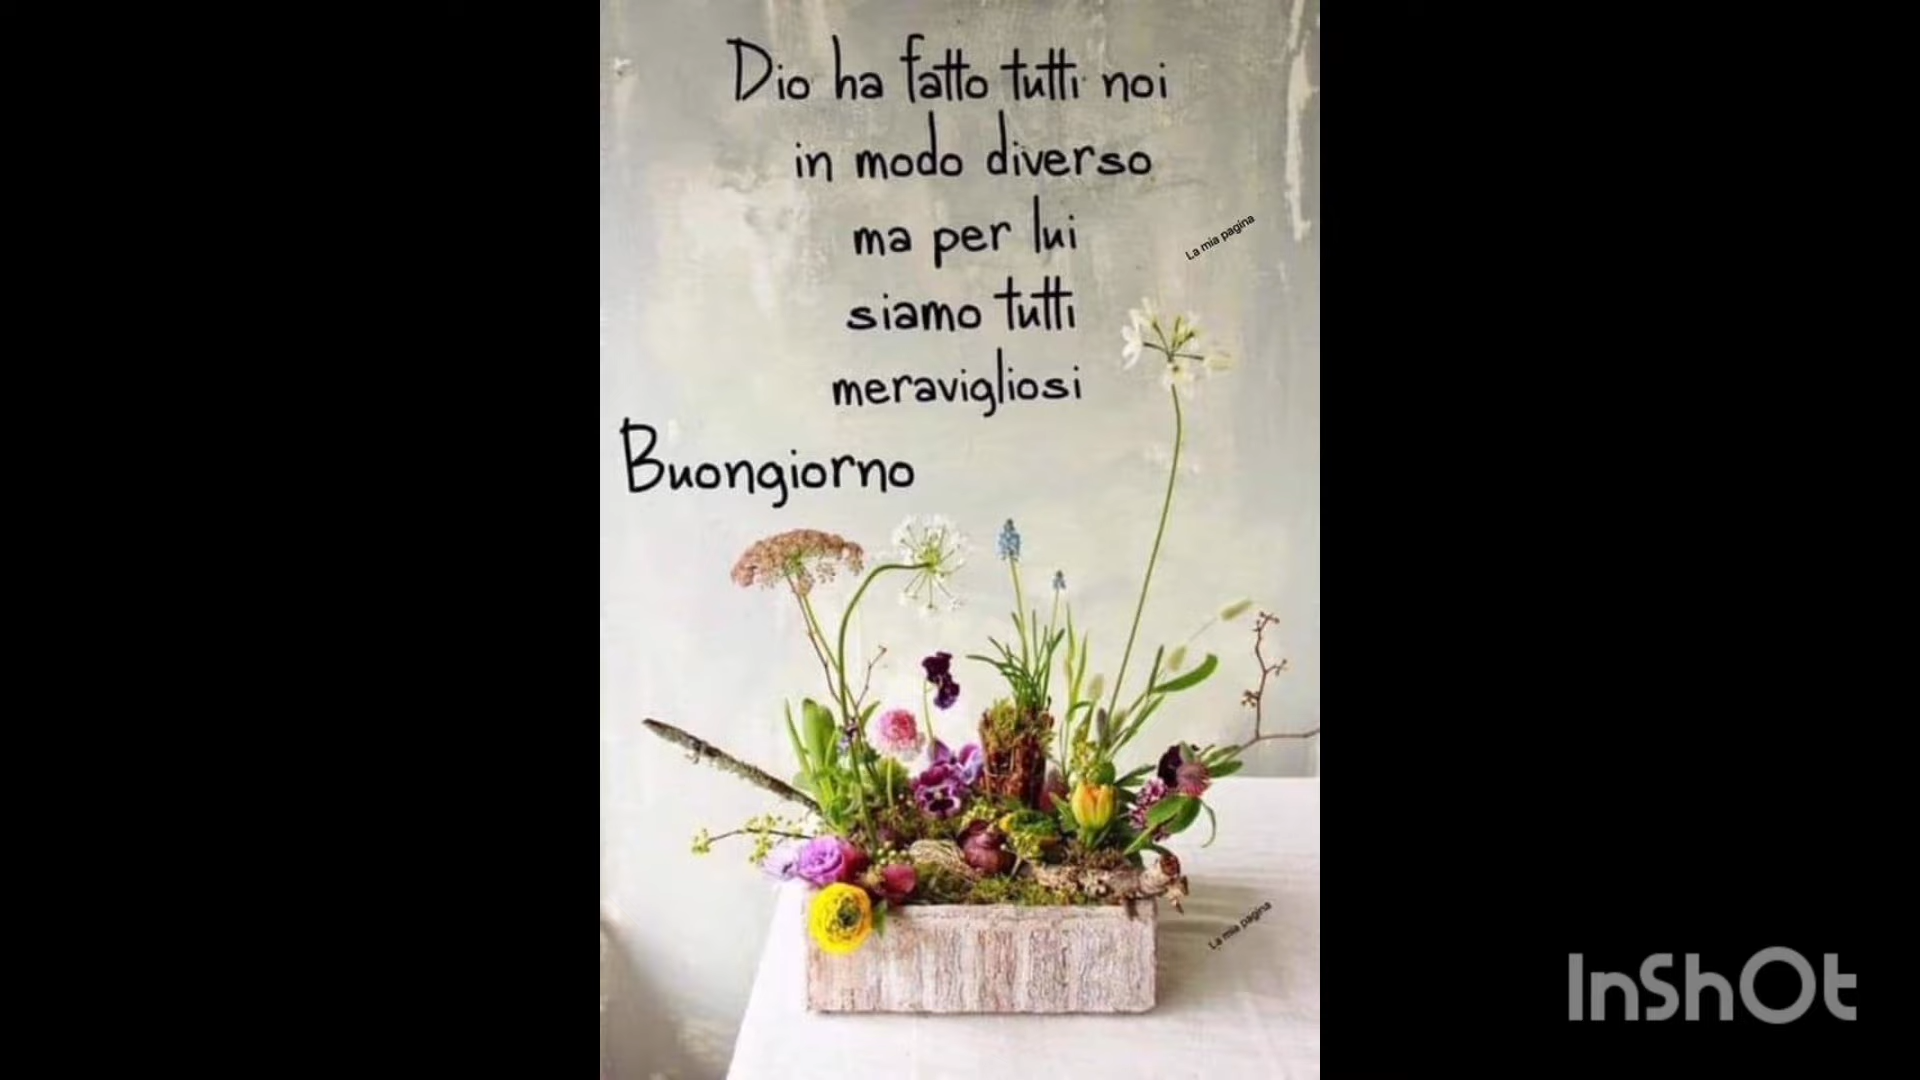 Dio ha fatto tutti noi
in modo diverso
ma per lui
La mia pagina
siamo tutti
meravigliosi
Buongiorno
La mia pagina
InShOt